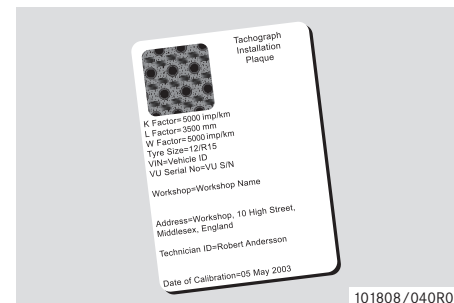 Tachograph
Installation
Plaque
K Factor=5000 imp/km
L Factor=3500 mm
W Factor=5000 imp/km
Tyre Size=12/R15
VIN=Vehicle ID
VU Serial No=VU S/N
Workshop=Workshop Name
Address=Workshop, 10 High Street,
Middlesex, England
Technician ID=Robert Andersson
Date of Calibration=05 May 2003
101808/040R0